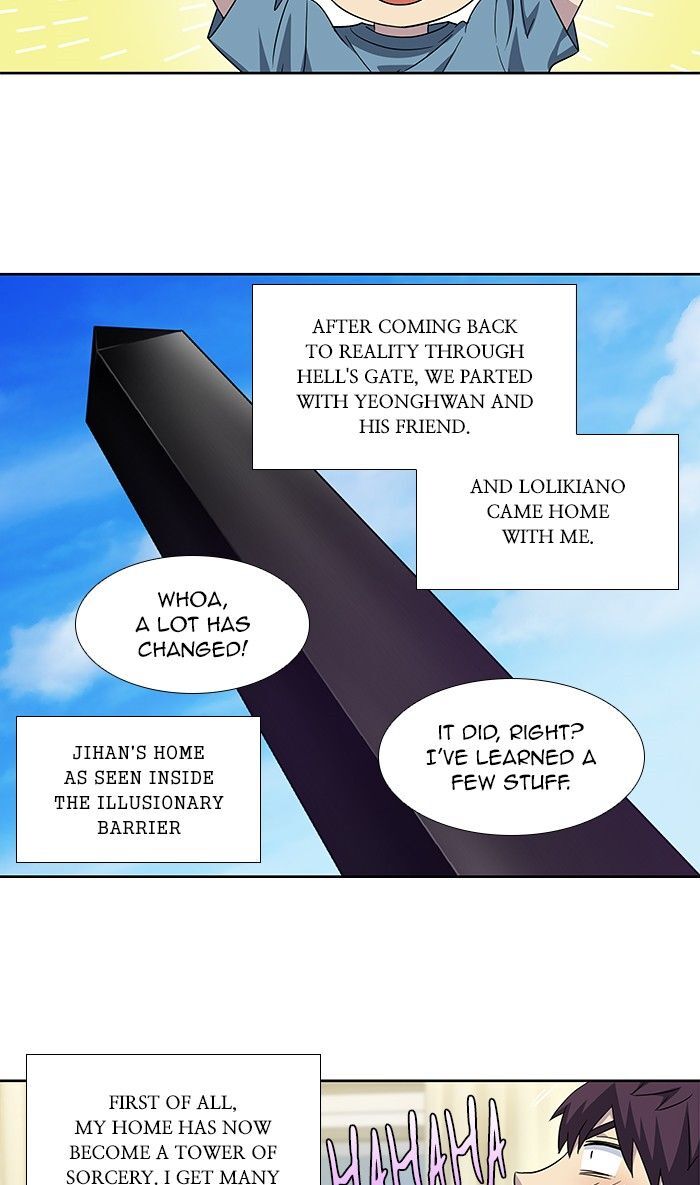 AFTER COMING BACK
TO REALITY THROUGH
HELL'S GATE, WE PARTED
WITH YEONGHWAN AND
HIS FRIEND.
AND LOLIKIANO
CAME HOME
WITH ME.
WHOA,
A LOT HAS
CHANGED!
IT DID, RIGHT?
I'VE LEARNED A
FEW STUFF.
JIHAN'S HOME
AS SEEN INSIDE
THE ILLUSIONARY
BARRIER
FIRST OF ALL,
MY HOME HAS NOW
BECOME A TOWER OF
SORCERY. I GET MANY
HAHAHA